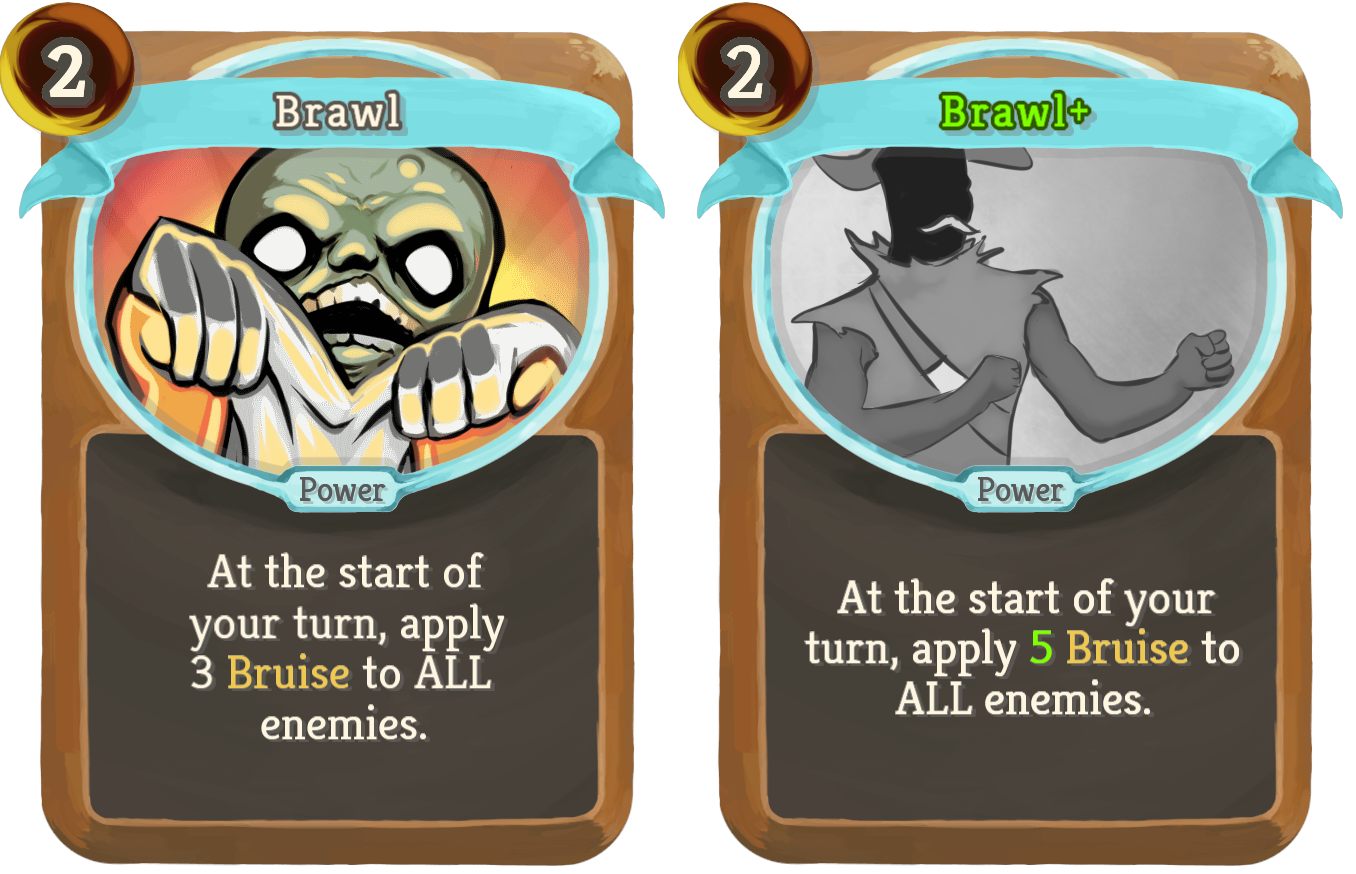 2
Brawl
Power
At the start of
your turn, apply
3 Bruise to ALL
enemies.
2
Brawl+
Power
At the start of your
turn, apply 5 Bruise to
ALL enemies.